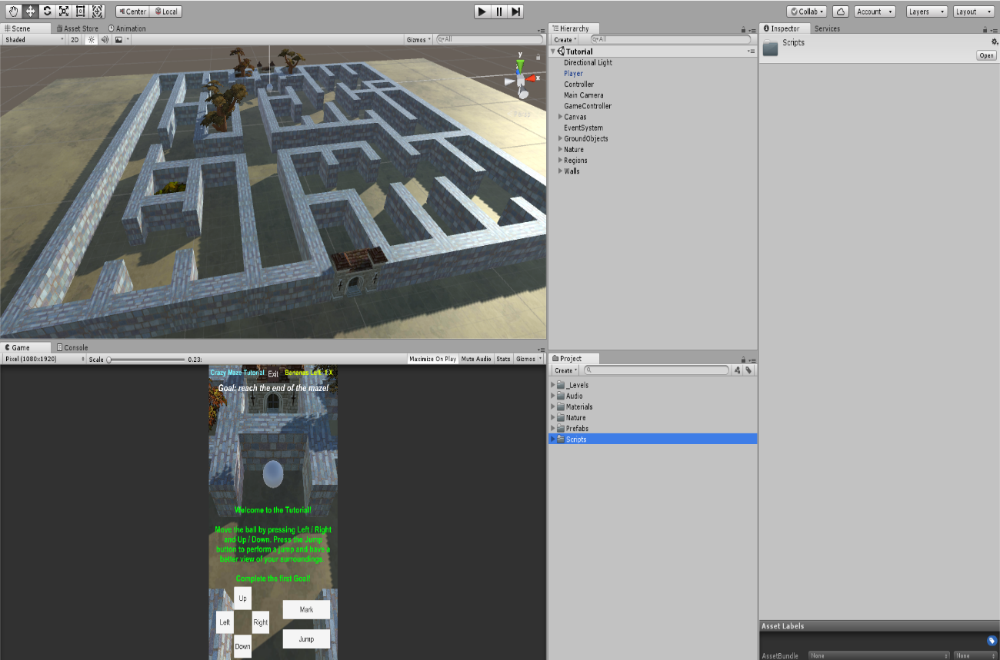 Center Local Collab Account Layers Layout
Scene Asset Store Animation
Shaded 2D Gizmos All
y
x
Persp
Hierarchy
Create All
Tutorial
Directional Light
Player
Controller
Main Camera
GameController
Canvas
EventSystem
GroundObjects
Nature
Regions
Walls
Inspector Services
Scripts
Open
Game Console
Pixel (1080x1920) Scale 0.23: Maximize On Play Mute Audio Stats Gizmos
Crazy Maze Tutorial Exit Bananas Left: 1 X
Goal: reach the end of the maze!
Welcome to the Tutorial!
Move the ball by pressing Left / Right
and Up / Down. Press the Jump
button to perform a jump and have a
better view of your surroundings.
Complete the first Goal!
Up
Left Right
Down
Mark
Jump
Project
Create
_Levels
Audio
Materials
Nature
Prefabs
Scripts
Asset Labels
AssetBundle None None